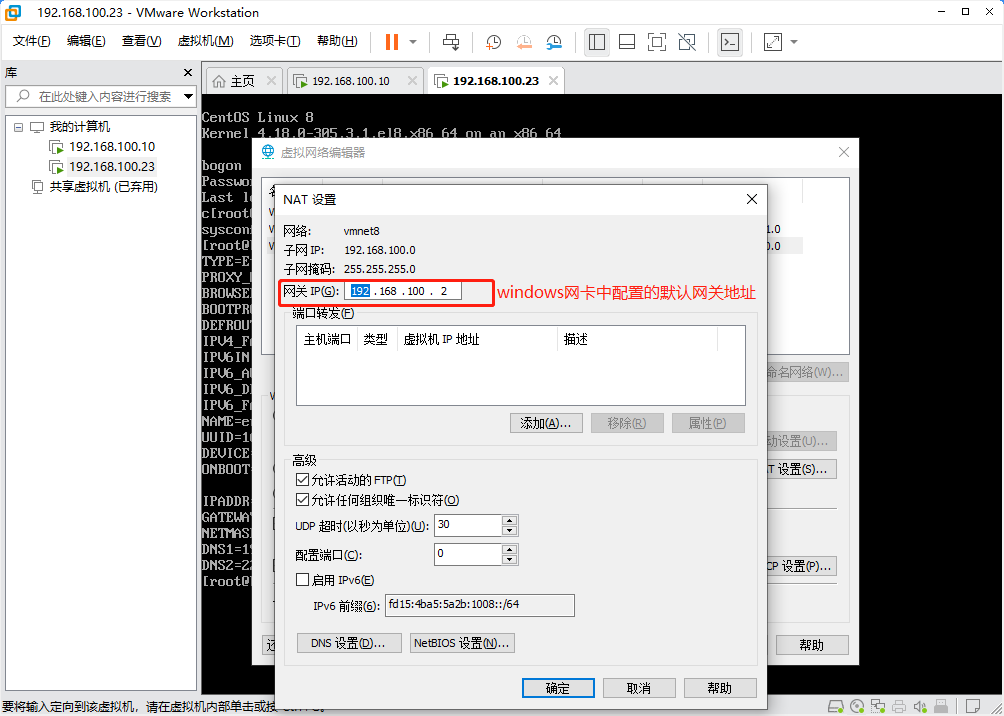 192.168.100.23 - VMware Workstation
文件(F) 编辑(E) 查看(V) 虚拟机(M) 选项卡(T) 帮助(H)
库
主页 192.168.100.10 192.168.100.23
在此处键入内容进行搜索
我的计算机
192.168.100.10
192.168.100.23
共享虚拟机 (已弃用)
CentOS Linux 8
Kernel 4.18.0-305.3.1.el8.x86_64 on an x86_64
虚拟网络编辑器
bogon
Passwo
Last l
c[root@
syscon
[root@
TYPE=E
PROXY_
BROWSE
BOOTPR
DEFROU
IPV4_F
IPV6IN
IPV6_A
IPV6_D
IPV6_F
NAME=e
UUID=1
DEVICE
ONBOOT
IPADDR
GATEWA
NETMAS
DNS1=1
DNS2=22
[root@
NAT 设置
网络: vmnet8
子网 IP: 192.168.100.0
子网掩码: 255.255.255.0
网关 IP(G): 192 .168 .100 . 2
windows网卡中配置的默认网关地址
端口转发(F)
主机端口 类型 虚拟机 IP 地址 描述
添加(A)... 移除(R) 属性(P)
高级
允许活动的 FTP(T)
允许任何组织唯一标识符(O)
UDP 超时(以秒为单位)(U): 30
配置端口(C): 0
启用 IPv6(E)
IPv6 前缀(6): fd15:4ba5:5a2b:1008::/64
DNS 设置(D)... NetBIOS 设置(N)...
确定 取消 帮助
1.0
0.0
命名网络(W)...
动设置(U)...
T 设置(S)...
CP 设置(P)...
还
帮助
要将输入定向到该虚拟机，请在虚拟机内部单击或按